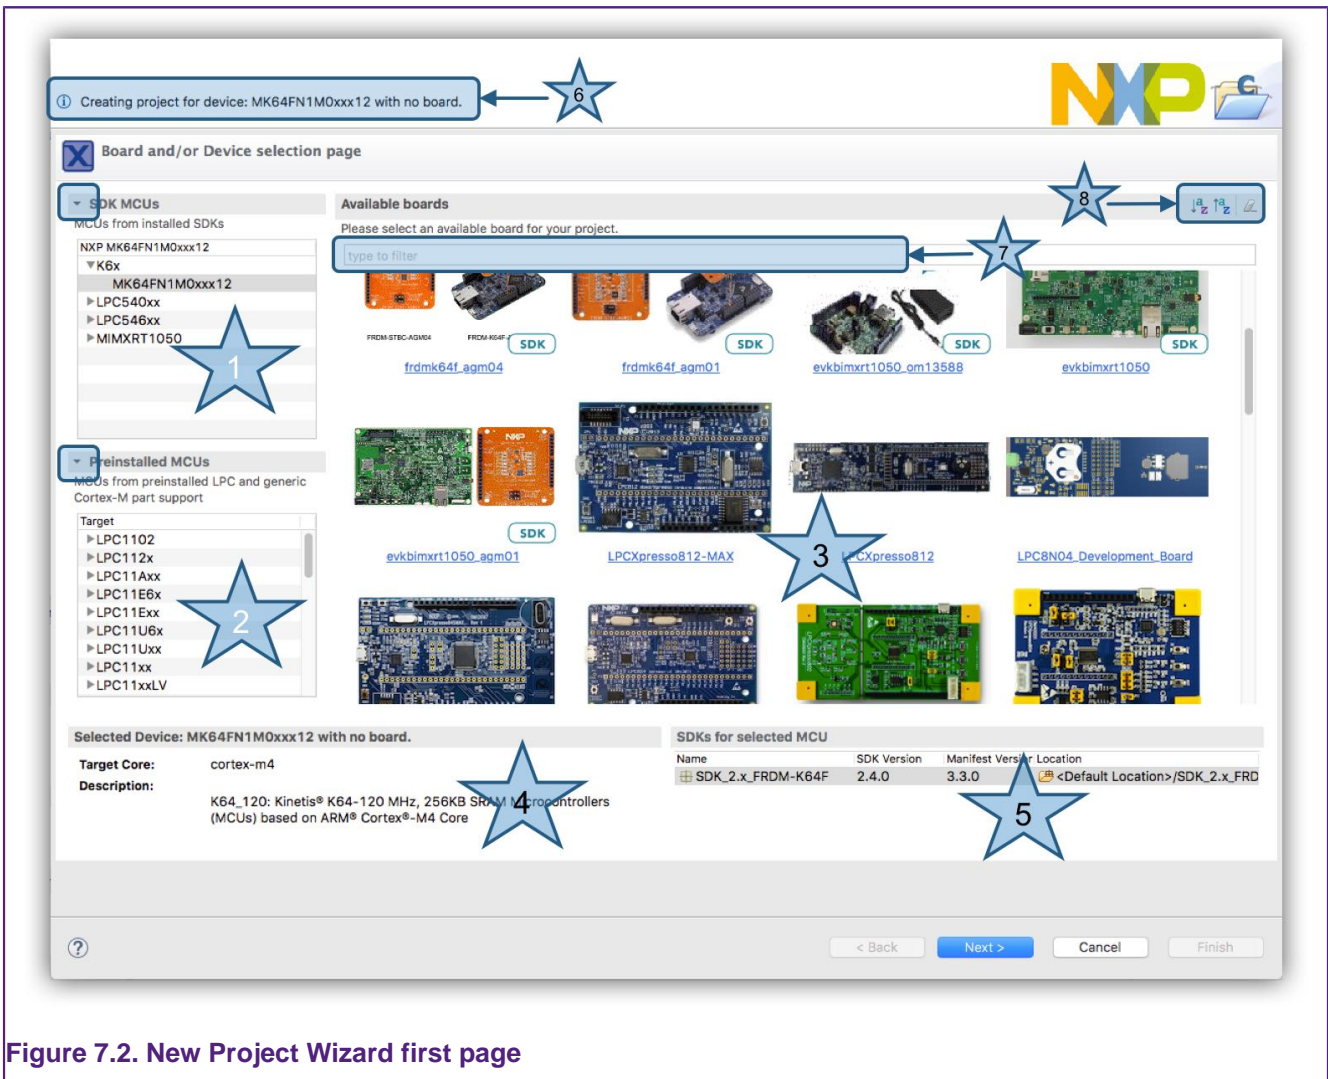 6
Creating project for device: MK64FN1M0xxx12 with no board.
NXP
C
X
Board and/or Device selection page
SDK MCUs
MCUs from installed SDKs
NXP MK64FN1M0xxx12
K6x
MK64FN1M0xxx12
LPC540xx
LPC546xx
MIMXRT1050
1
Available boards
8
Please select an available board for your project.
type to filter
7
FRDM-STBC-AGM04
SDK
SDK
SDK
SDK
frdmk64f_agm04
frdmk64f_agm01
evkbimxrt1050_om13588
evkbimxrt1050
SDK
evkbimxrt1050_agm01
LPCXpresso812-MAX
3
LPCXpresso812
LPC8N04_Development_Board
Preinstalled MCUs
MCUs from preinstalled LPC and generic
Cortex-M part support
Target
LPC1102
LPC112x
LPC11Axx
LPC11E6x
LPC11Exx
LPC11U6x
LPC11Uxx
LPC11xx
LPC11xxLV
2
Selected Device: MK64FN1M0xxx12 with no board.
Target Core: cortex-m4
Description:
K64_120: Kinetis® K64-120 MHz, 256KB SRAM Microcontrollers
(MCUs) based on ARM® Cortex®-M4 Core
4
SDKs for selected MCU
Name SDK Version Manifest Version Location
SDK_2.x_FRDM-K64F 2.4.0 3.3.0 <Default Location>/SDK_2.x_FRD
5
?
< Back Next > Cancel Finish
Figure 7.2. New Project Wizard first page